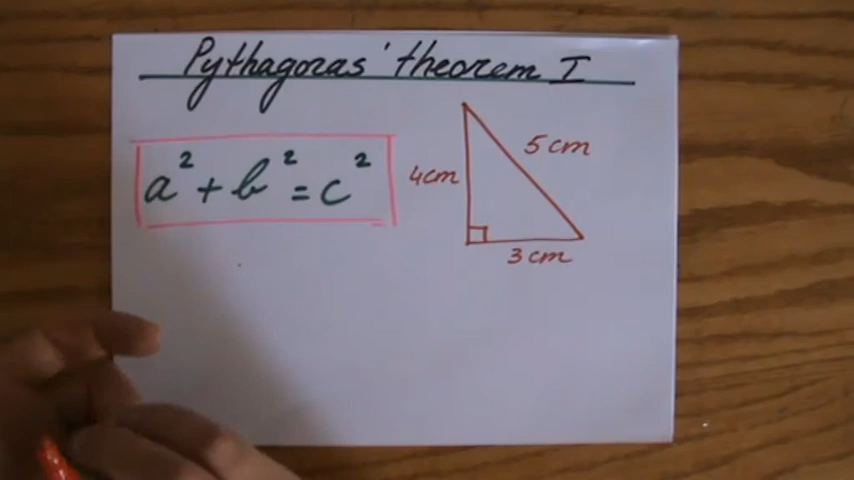 Pythagoras' theorem I
a² + b² = c²
5 cm
4cm
3 cm